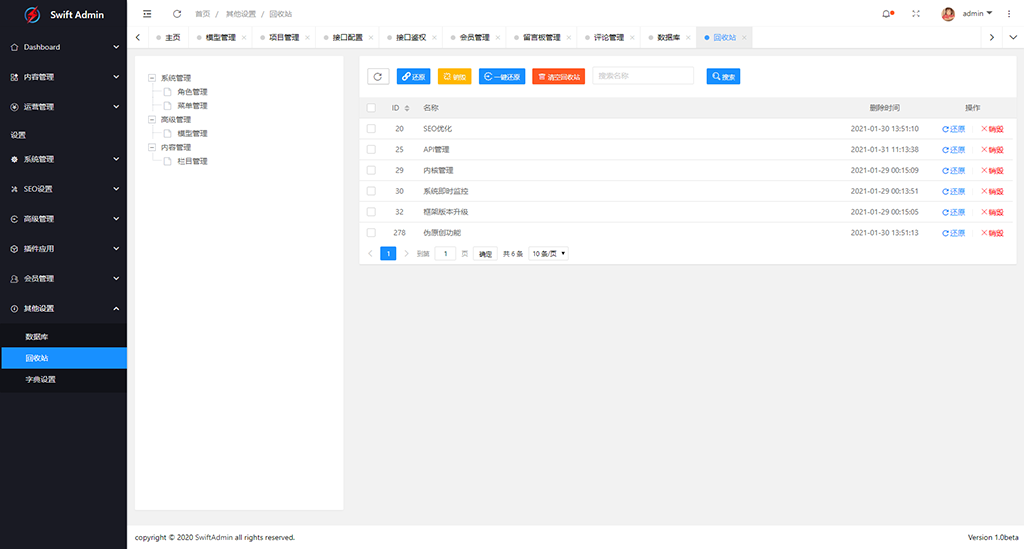 Swift Admin
首页 / 其他设置 / 回收站
admin
主页 模型管理 项目管理 接口配置 接口鉴权 会员管理 留言板管理 评论管理 数据库 回收站
Dashboard
内容管理
运营管理
设置
系统管理
SEO设置
高级管理
插件应用
会员管理
其他设置
数据库
回收站
字典设置
系统管理
角色管理
菜单管理
高级管理
模型管理
内容管理
栏目管理
还原 销毁 一键还原 清空回收站 搜索名称 搜索
ID 名称 删除时间 操作
20 SEO优化 2021-01-30 13:51:10 还原 销毁
25 API管理 2021-01-31 11:13:38 还原 销毁
29 内核管理 2021-01-29 00:15:09 还原 销毁
30 系统即时监控 2021-01-29 00:13:51 还原 销毁
32 框架版本升级 2021-01-29 00:15:05 还原 销毁
278 伪原创功能 2021-01-30 13:51:13 还原 销毁
1 到第 1 页 确定 共 6 条 10 条/页
copyright © 2020 SwiftAdmin all rights reserved.
Version 1.0beta